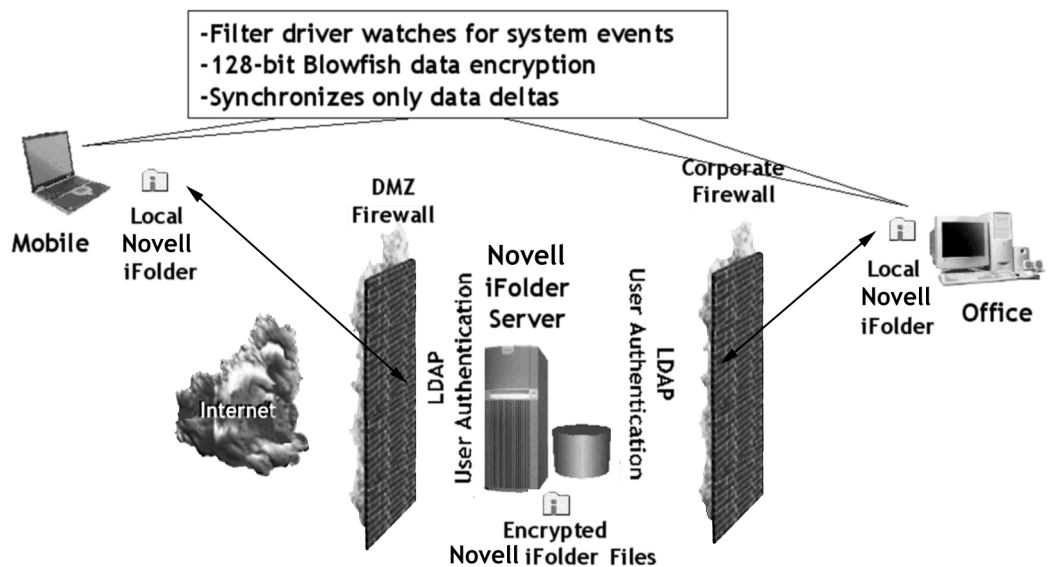 -Filter driver watches for system events
-128-bit Blowfish data encryption
-Synchronizes only data deltas
Mobile
Local
Novell
iFolder
DMZ
Firewall
Corporate
Firewall
Novell
iFolder
Server
User Authentication
LDAP
User Authentication
LDAP
Local
Novell
iFolder
Office
Internet
Encrypted
Novell iFolder Files